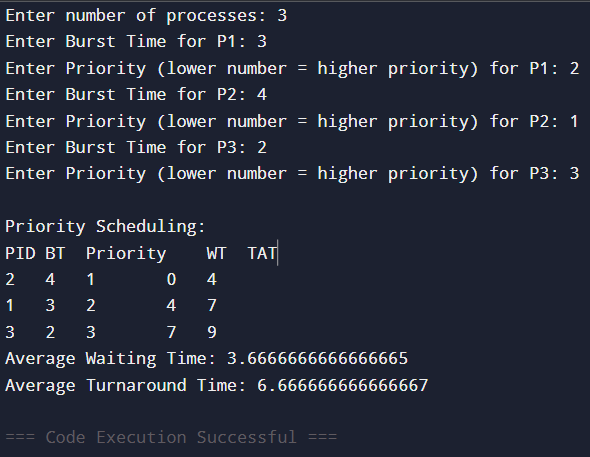 Enter number of processes: 3
Enter Burst Time for P1: 3
Enter Priority (lower number = higher priority) for P1: 2
Enter Burst Time for P2: 4
Enter Priority (lower number = higher priority) for P2: 1
Enter Burst Time for P3: 2
Enter Priority (lower number = higher priority) for P3: 3

Priority Scheduling:
PID BT  Priority    WT  TAT
2   4   1       0   4
1   3   2       4   7
3   2   3       7   9
Average Waiting Time: 3.6666666666666665
Average Turnaround Time: 6.666666666666667

=== Code Execution Successful ===